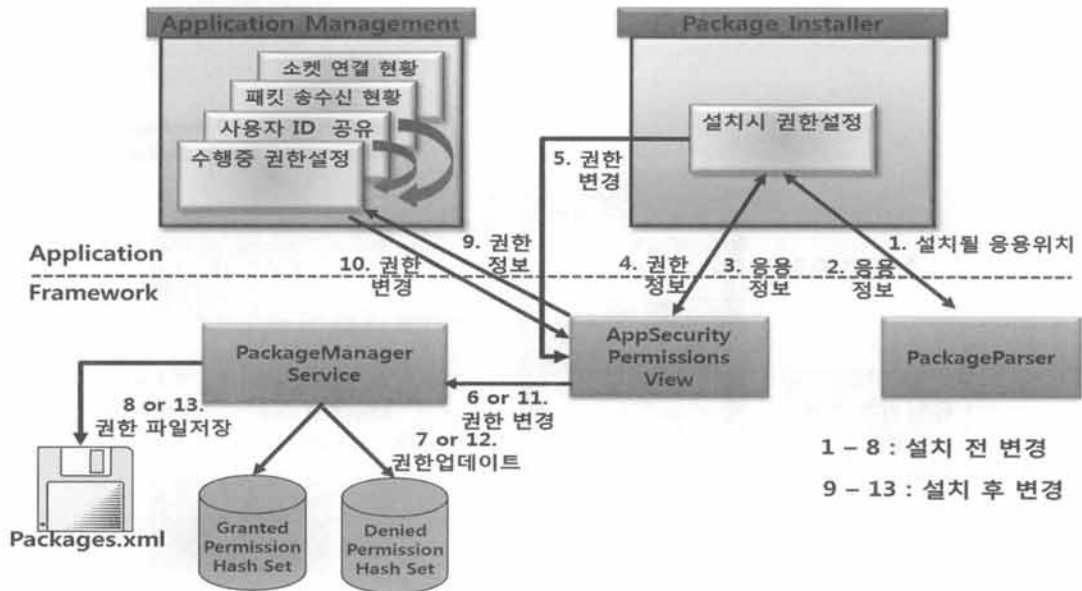 Application Management
소켓 연결 현황
패킷 송수신 현황
사용자 ID 공유
수행중 권한설정
Package Installer
설치시 권한설정
5. 권한
변경
1. 설치될 응용위치
9. 권한
정보
10. 권한
변경
4. 권한
정보
3. 응용
정보
2. 응용
정보
Application
Framework
PackageManager
Service
AppSecurity
Permissions
View
PackageParser
6 or 11.
권한 변경
8 or 13.
권한 파일저장
7 or 12.
권한업데이트
Packages.xml
Granted
Permission
Hash Set
Denied
Permission
Hash Set
1 – 8 : 설치 전 변경
9 – 13 : 설치 후 변경